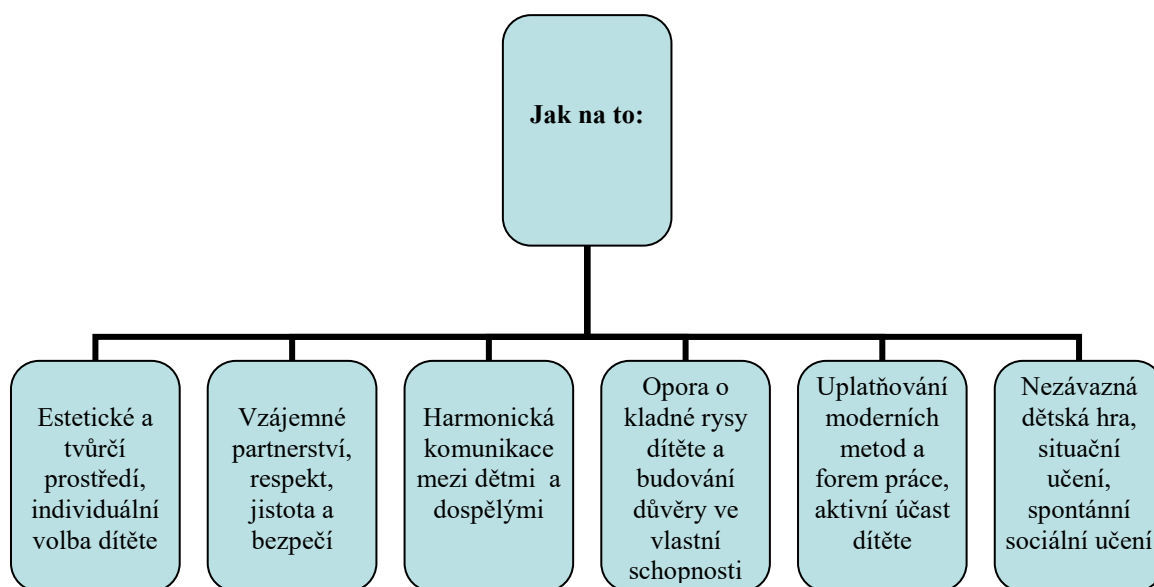 Jak na to:
Estetické a
tvůrčí
prostředí,
individuální
volba dítěte
Vzájemné
partnerství,
respekt,
jistota a
bezpečí
Harmonická
komunikace
mezi dětmi  a
dospělými
Opora o
kladné rysy
dítěte a
budování
důvěry ve
vlastní
schopnosti
Uplatňování
moderních
metod a
forem práce,
aktivní účast
dítěte
Nezávazná
dětská hra,
situační
učení,
spontánní
sociální učení